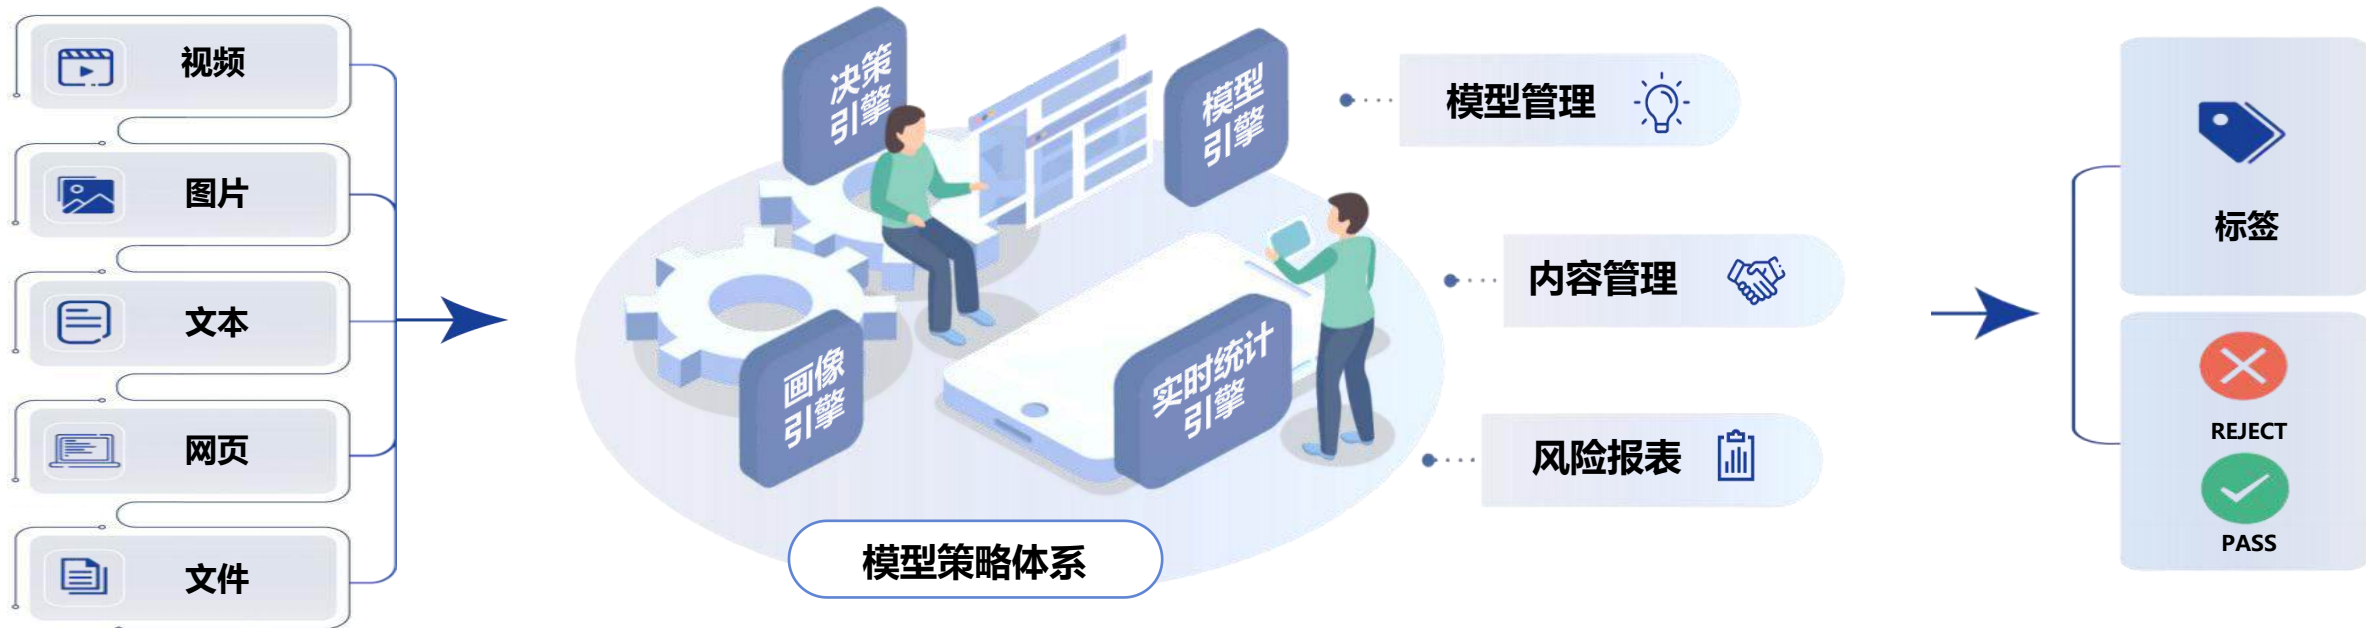 视频
图片
文本
网页
文件
决策
引擎
模型
引擎
画像
引擎
实时统计
引擎
模型策略体系
模型管理
内容管理
风险报表
标签
REJECT
PASS